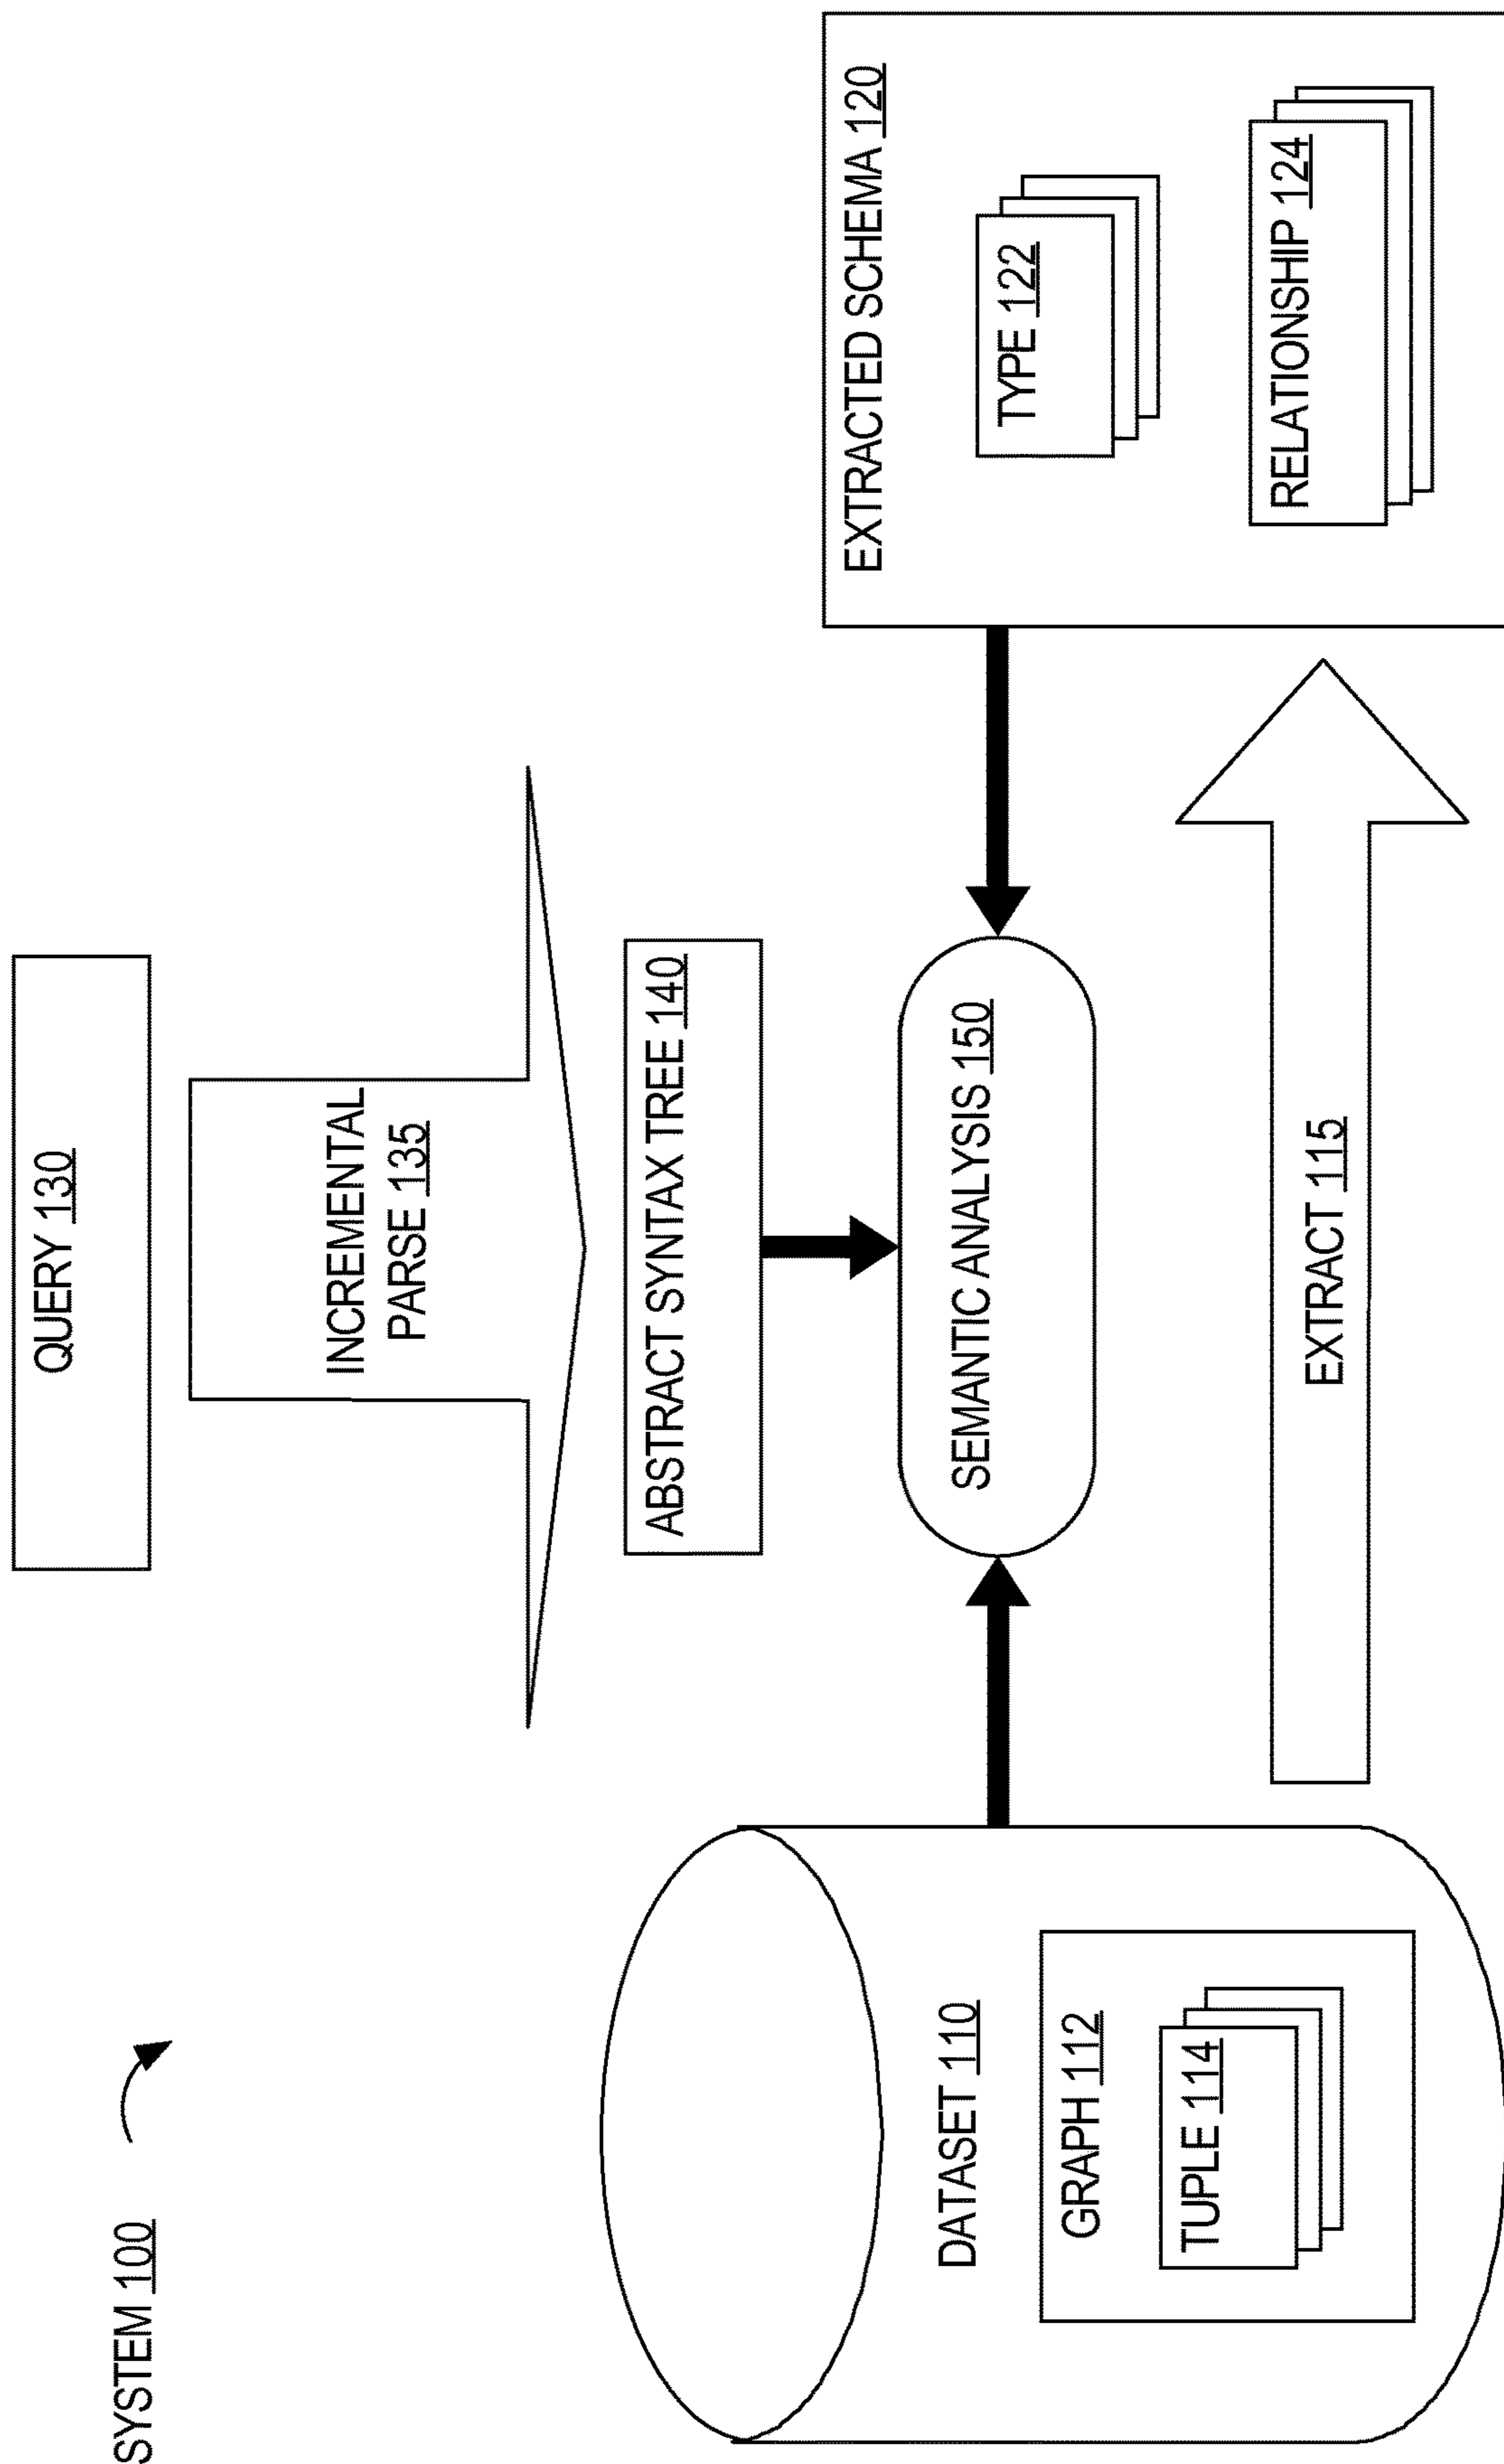 SYSTEM 100
QUERY 130
INCREMENTAL
PARSE 135
ABSTRACT SYNTAX TREE 140
SEMANTIC ANALYSIS 150
DATASET 110
GRAPH 112
TUPLE 114
EXTRACT 115
EXTRACTED SCHEMA 120
TYPE 122
RELATIONSHIP 124